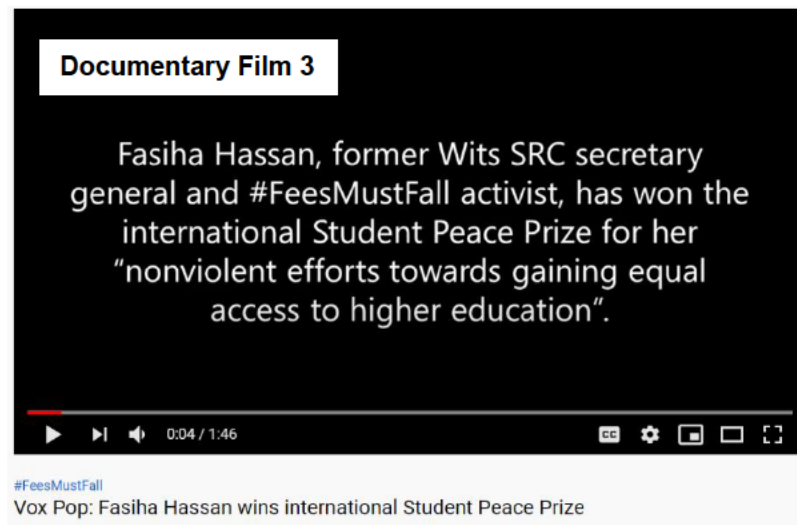 Documentary Film 3
Fasiha Hassan, former Wits SRC secretary
general and #FeesMustFall activist, has won the
international Student Peace Prize for her
“nonviolent efforts towards gaining equal
access to higher education”.
0:04 / 1:46
CC
#FeesMustFall
Vox Pop: Fasiha Hassan wins international Student Peace Prize